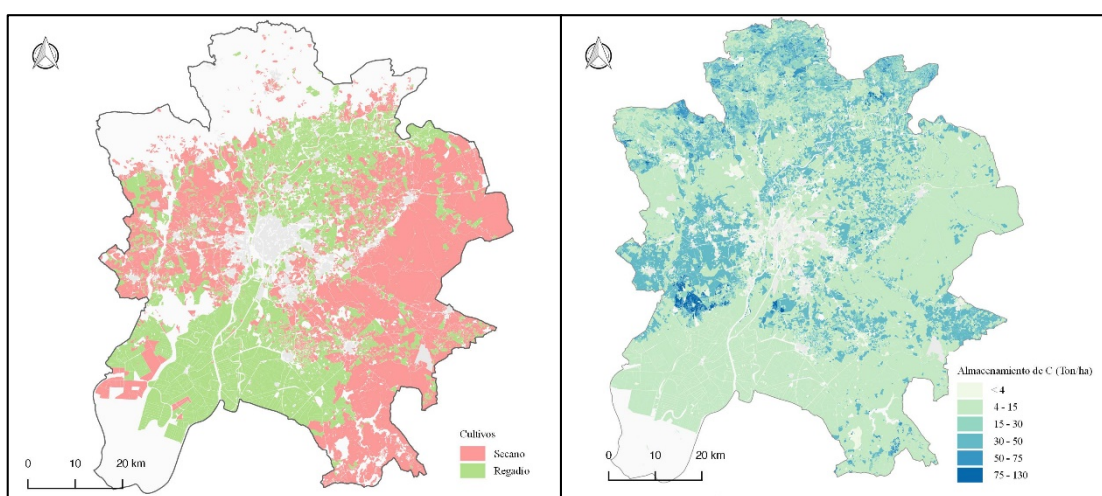 Cultivos
Secano
Regadío
0 10 20 km
Almacenamiento de C (Ton/ha)
< 4
4 - 15
15 - 30
30 - 50
50 - 75
75 - 130
0 10 20 km